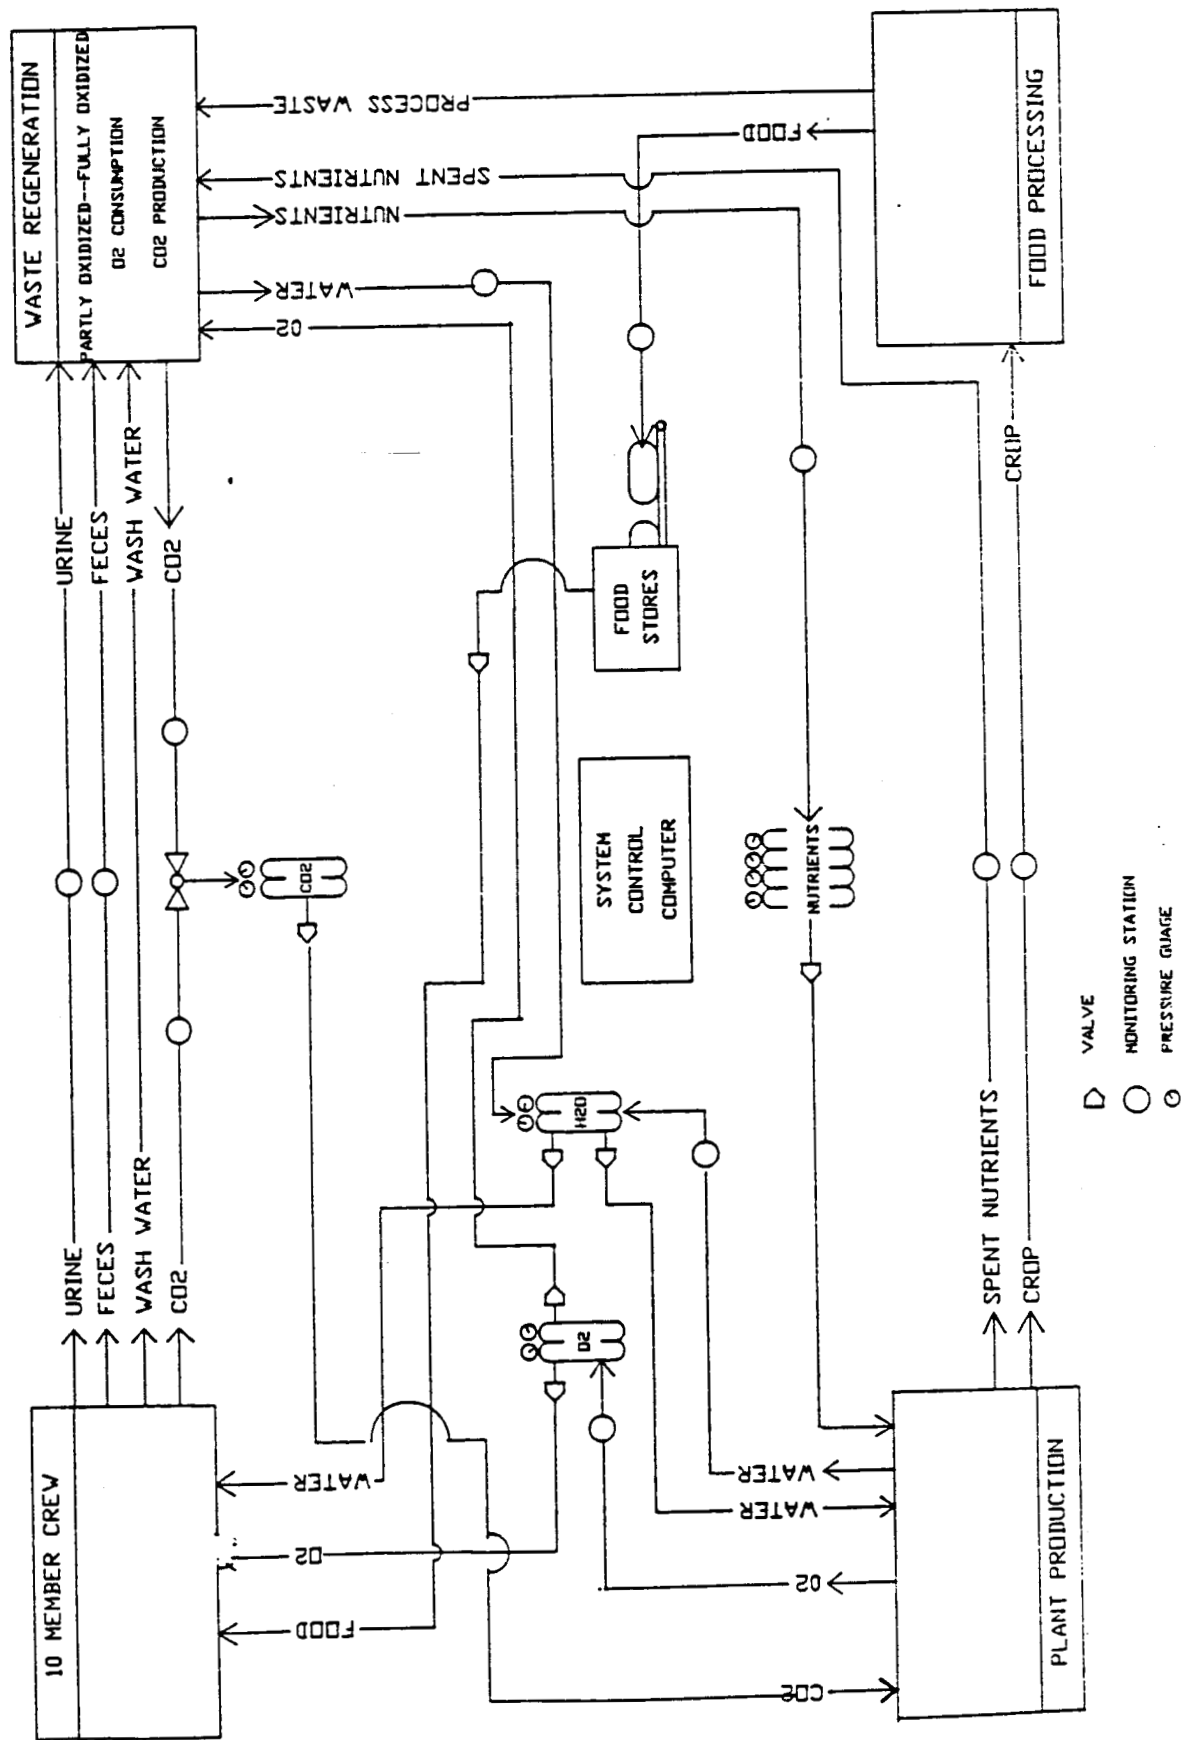 10 MEMBER CREW
URINE
FECES
WASH WATER
CO2
URINE
FECES
WASH WATER
CO2
WASTE REGENERATION
PARTLY OXIDIZED--FULLY OXIDIZED
O2 CONSUMPTION
CO2 PRODUCTION
FOOD
O2
WATER
CO2
O2
WATER
NUTRIENTS
SPENT NUTRIENTS
PROCESS WASTE
O2
H2O
SYSTEM
CONTROL
COMPUTER
FOOD
STORES
FOOD
NUTRIENTS
CO2
O2
WATER
WATER
PLANT PRODUCTION
SPENT NUTRIENTS
CROP
CROP
FOOD PROCESSING
VALVE
MONITORING STATION
PRESSURE GUAGE